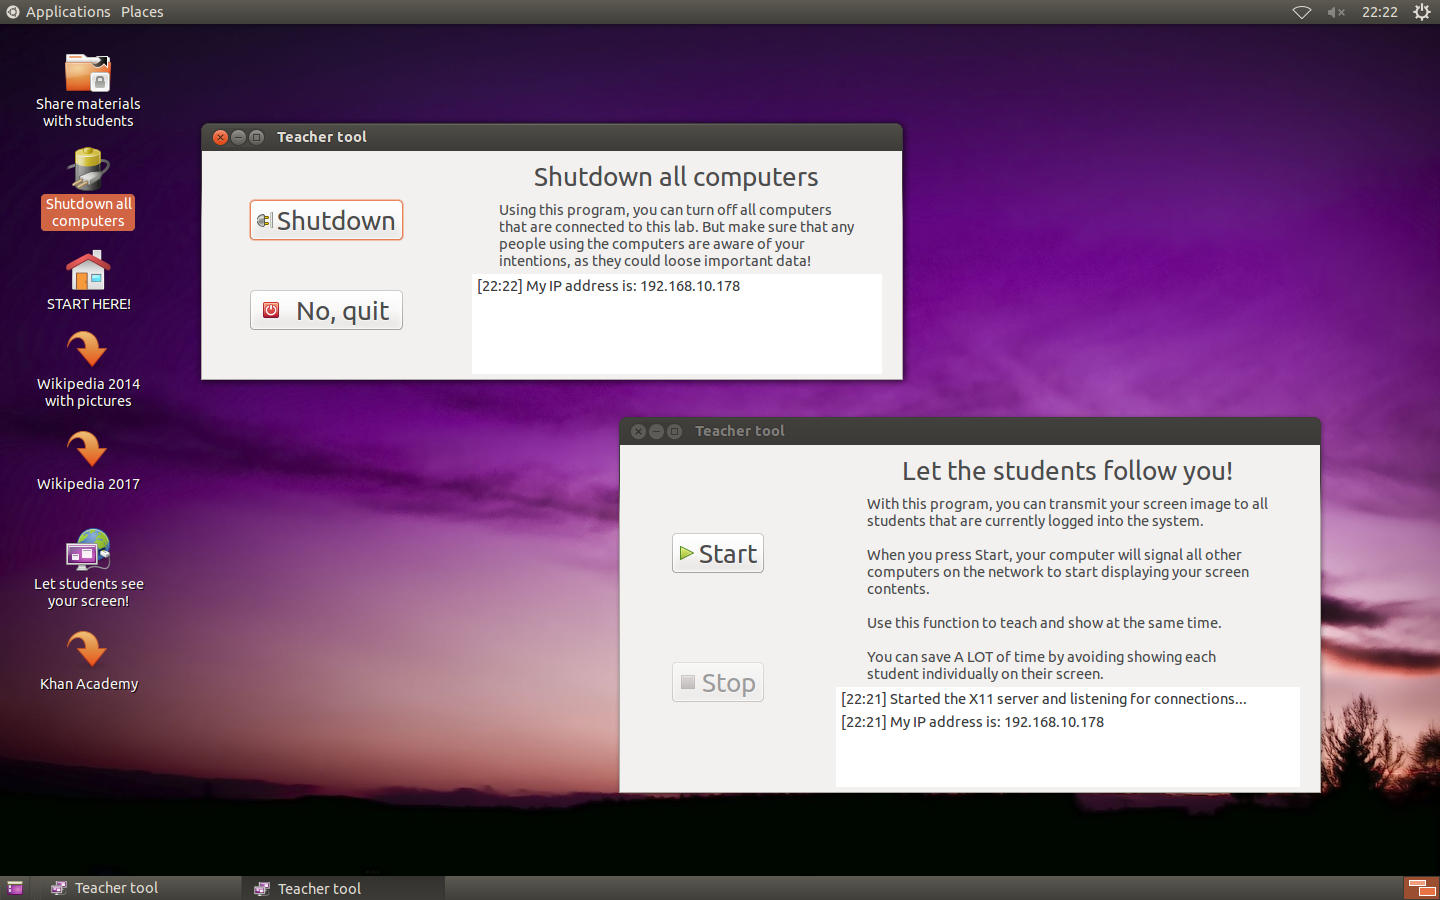 Applications Places
22:22
Share materials
with students
Shutdown all
computers
START HERE!
Wikipedia 2014
with pictures
Wikipedia 2017
Let students see
your screen!
Khan Academy
Teacher tool
Shutdown
No, quit
Shutdown all computers
Using this program, you can turn off all computers
that are connected to this lab. But make sure that any
people using the computers are aware of your
intentions, as they could loose important data!
[22:22] My IP address is: 192.168.10.178
Teacher tool
Start
Stop
Let the students follow you!
With this program, you can transmit your screen image to all
students that are currently logged into the system.
When you press Start, your computer will signal all other
computers on the network to start displaying your screen
contents.
Use this function to teach and show at the same time.
You can save A LOT of time by avoiding showing each
student individually on their screen.
[22:21] Started the X11 server and listening for connections...
[22:21] My IP address is: 192.168.10.178
Teacher tool
Teacher tool